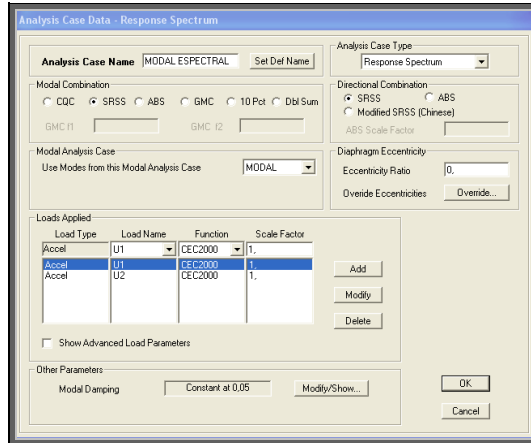 Analysis Case Data - Response Spectrum
Analysis Case Name MODAL ESPECTRAL Set Def Name
Analysis Case Type
Response Spectrum
Modal Combination
CQC SRSS ABS GMC 10 Pct Dbl Sum
GMC f1 GMC f2
Directional Combination
SRSS ABS
Modified SRSS (Chinese)
ABS Scale Factor
Modal Analysis Case
Use Modes from this Modal Analysis Case MODAL
Diaphragm Eccentricity
Eccentricity Ratio 0,
Overide Eccentricities Override...
Loads Applied
Load Type Load Name Function Scale Factor
Accel U1 CEC2000 1,
Accel U1 CEC2000 1,
Accel U2 CEC2000 1,
Add
Modify
Delete
Show Advanced Load Parameters
Other Parameters
Modal Damping Constant at 0,05 Modify/Show...
OK
Cancel